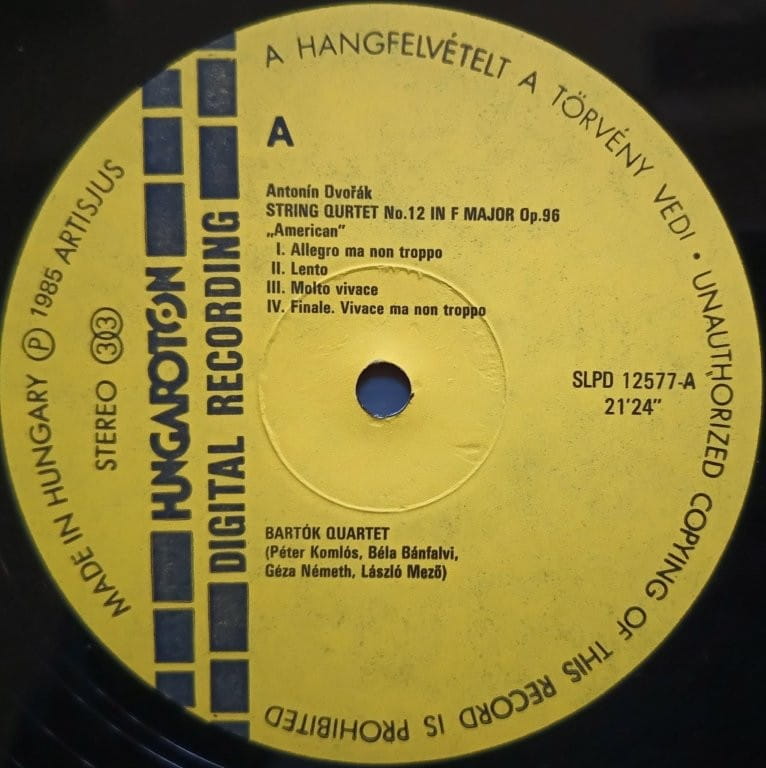 A HANGFELVÉTELT A TÖRVÉNY VEDI • UNAUTHORIZED COPYING OF THIS RECORD IS PROHIBITED
MADE IN HUNGARY Ⓟ 1985 ARTISJUS
STEREO 33
HUNGAROTON
DIGITAL RECORDING
A
Antonín Dvořák
STRING QURTET No.12 IN F MAJOR Op.96
„American”
I. Allegro ma non troppo
II. Lento
III. Molto vivace
IV. Finale. Vivace ma non troppo
SLPD 12577-A
21’24”
BARTÓK QUARTET
(Péter Komlós, Béla Bánfalvi,
Géza Németh, László Mező)